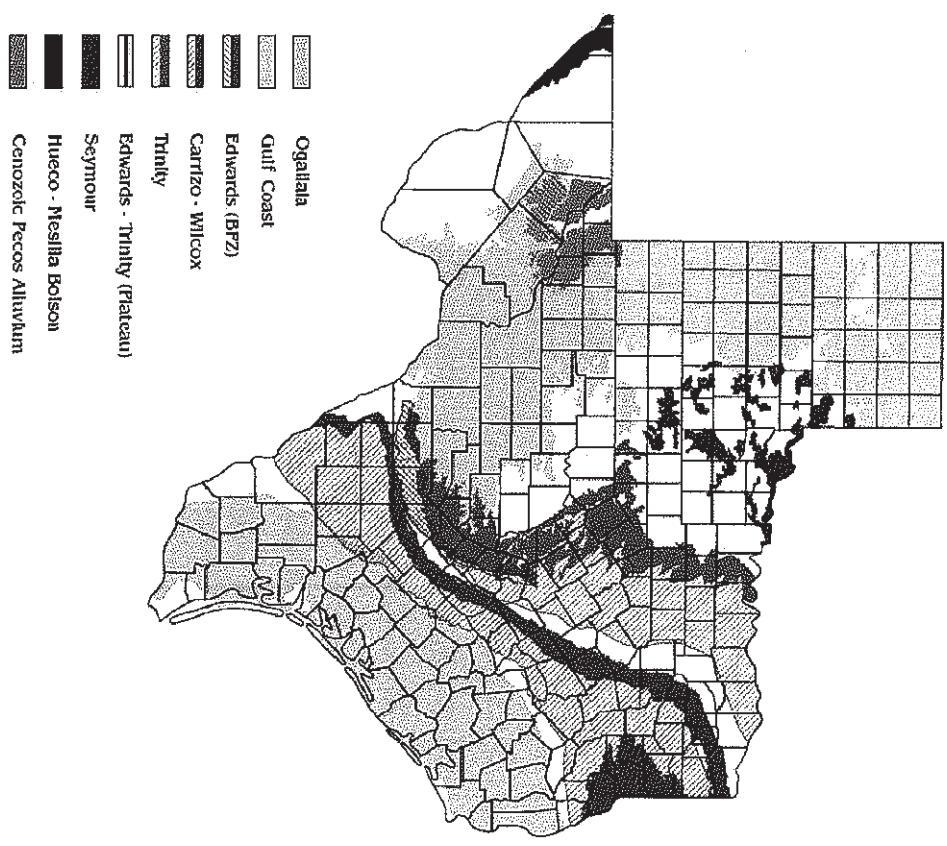 Ogallala
Gulf Coast
Edwards (BFZ)
Carrizo - Wilcox
Trinity
Edwards - Trinity (Plateau)
Seymour
Hueco - Mesilla Bolson
Cenozoic Pecos Alluvium